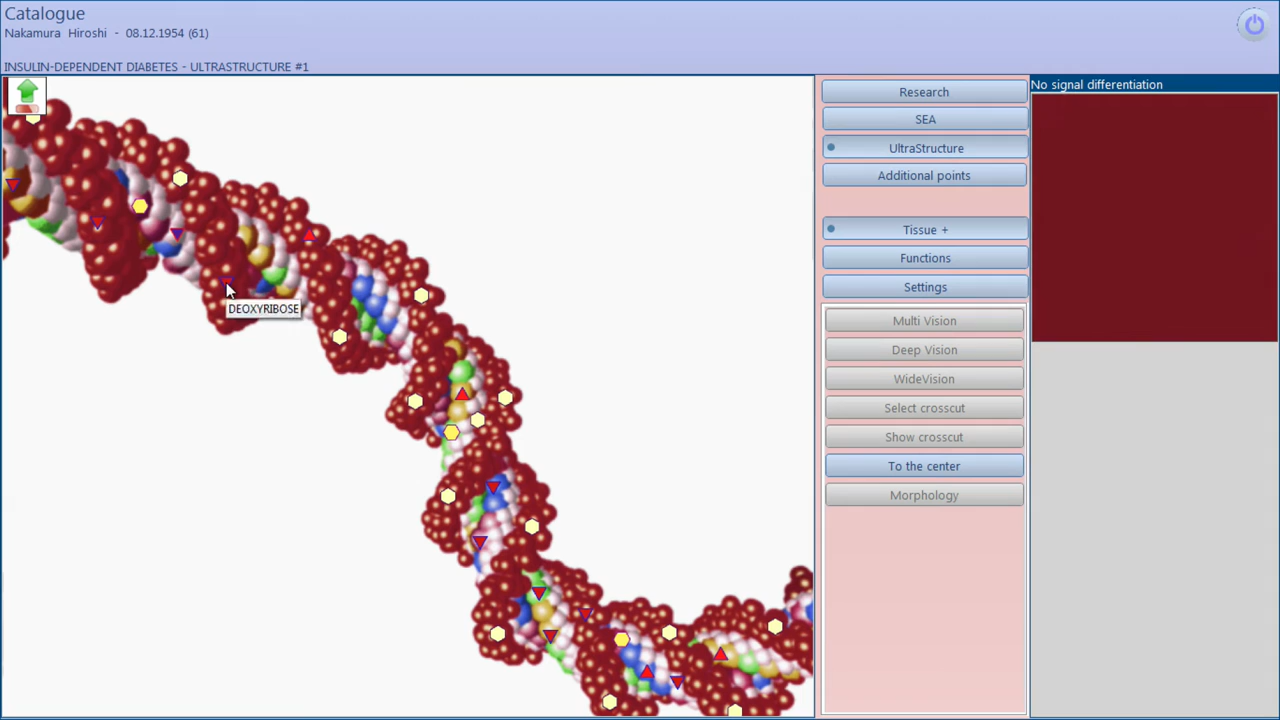 Catalogue
Nakamura Hiroshi - 08.12.1954 (61)
INSULIN-DEPENDENT DIABETES - ULTRASTRUCTURE #1
DEOXYRIBOSE
Research
SEA
UltraStructure
Additional points
Tissue +
Functions
Settings
Multi Vision
Deep Vision
WideVision
Select crosscut
Show crosscut
To the center
Morphology
No signal differentiation